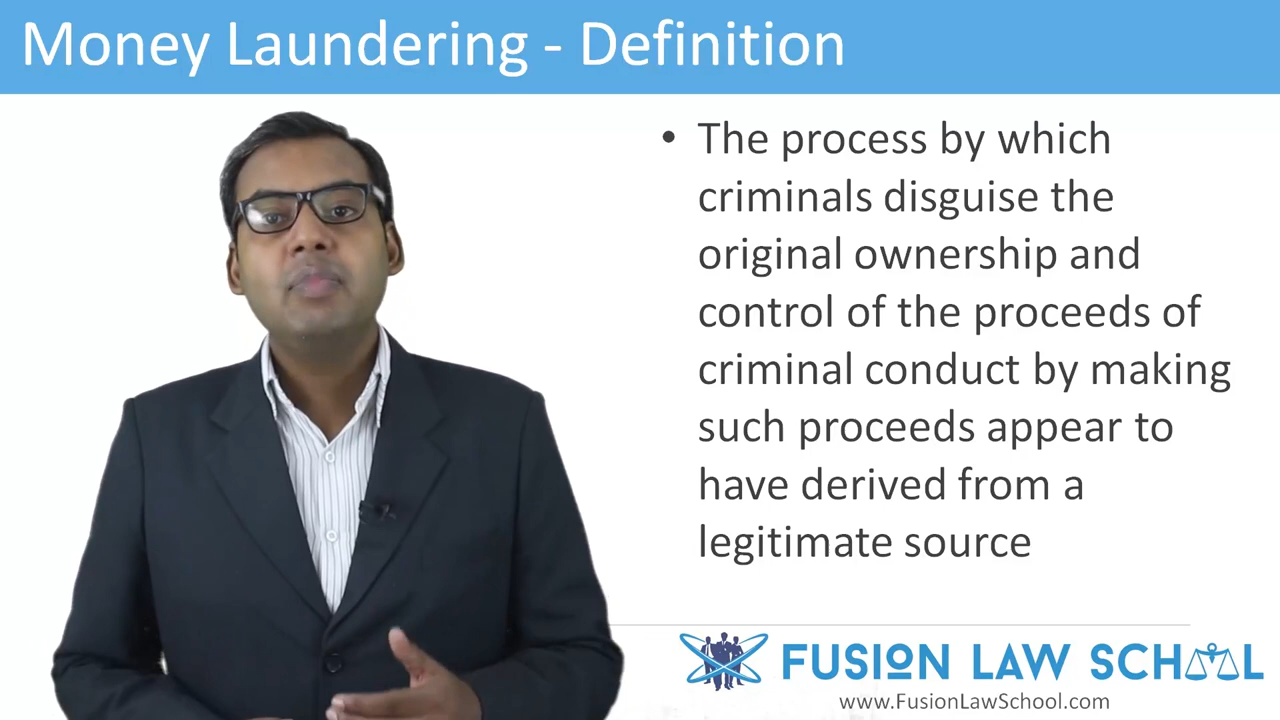 Money Laundering - Definition
• The process by which
criminals disguise the
original ownership and
control of the proceeds of
criminal conduct by making
such proceeds appear to
have derived from a
legitimate source
FUSION LAW SCHOOL
www.FusionLawSchool.com